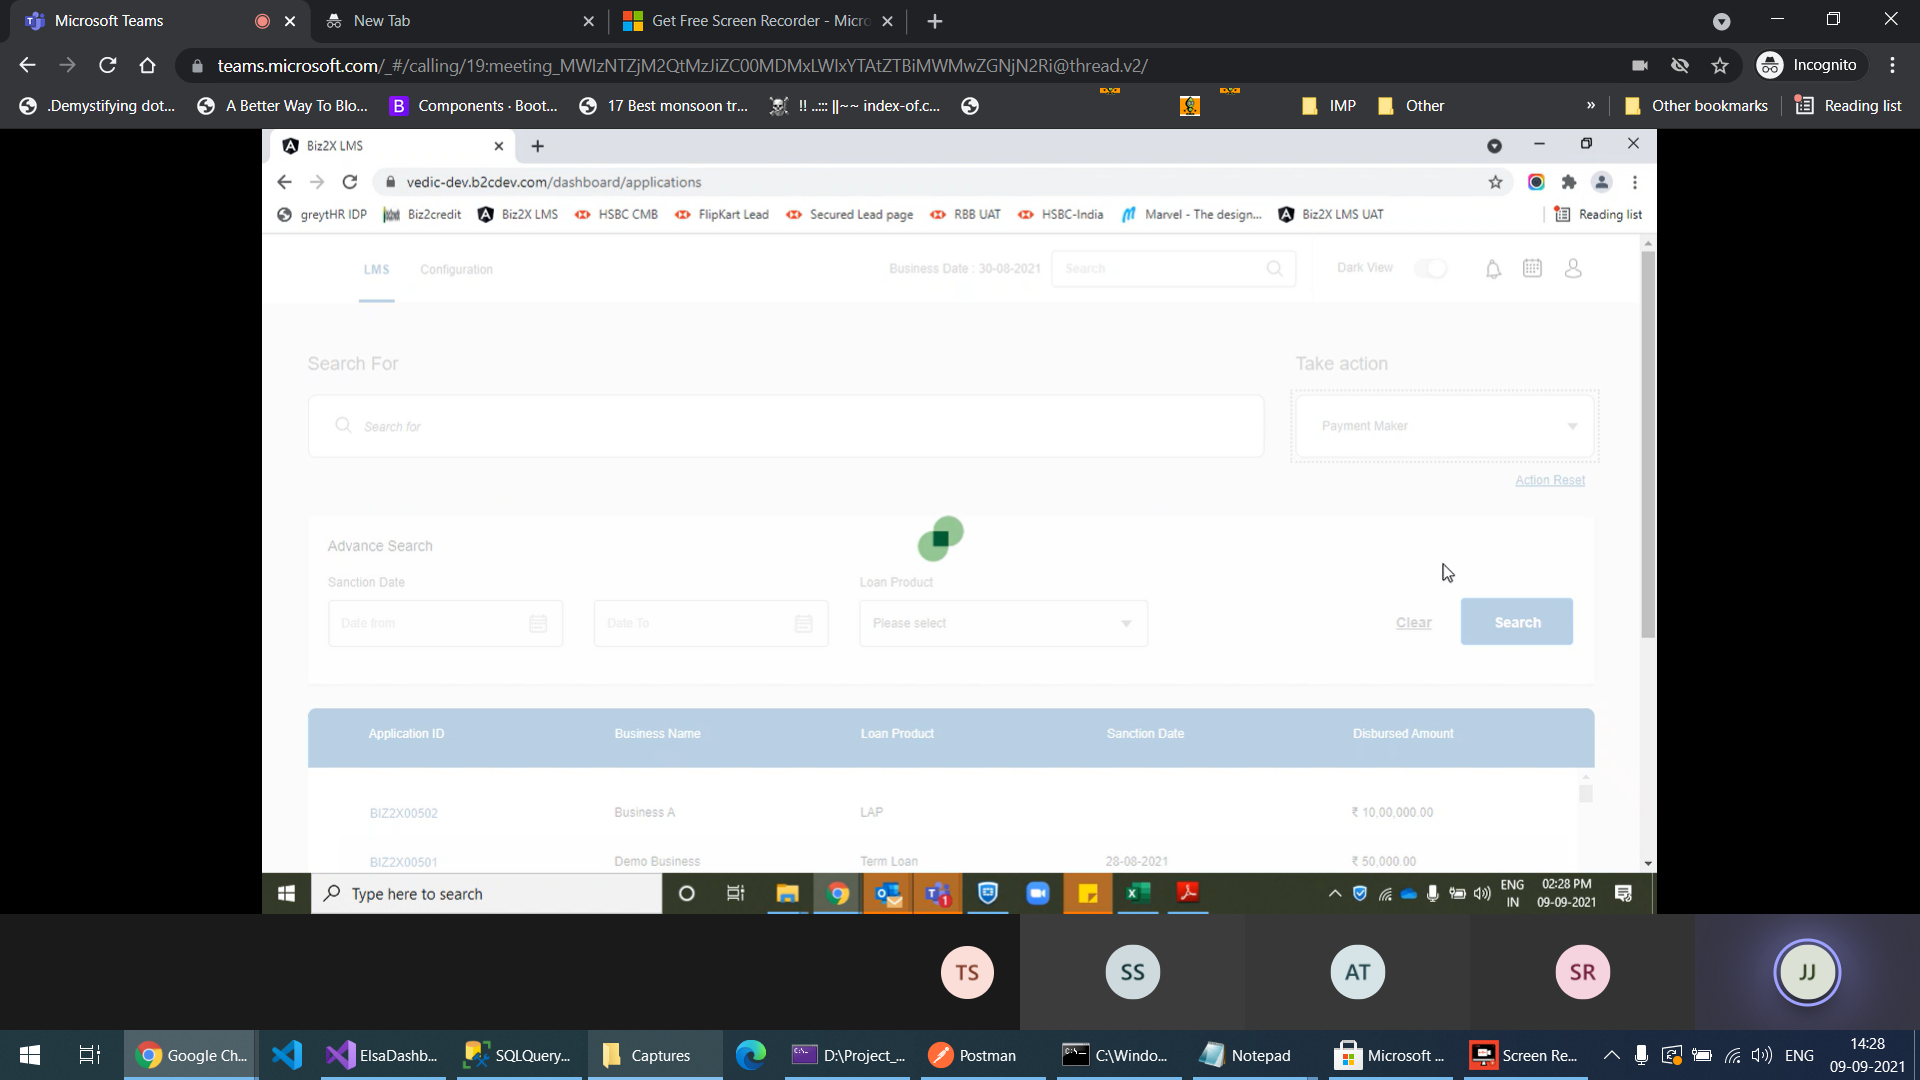 Microsoft Teams
New Tab
Get Free Screen Recorder - Micro
teams.microsoft.com/_#/calling/19:meeting_MWIzNTZjM2QtMzJiZC00MDMxLWIxYTAtZTBiMWMwZGNjN2Ri@thread.v2/
Incognito
.Demystifying dot...
A Better Way To Blo...
B
Components · Boot...
17 Best monsoon tr...
!! ..::: ||~~ index-of.c...
IMP
Other
»
Other bookmarks
Reading list
Biz2X LMS
vedic-dev.b2cdev.com/dashboard/applications
greytHR IDP
Biz2credit
Biz2X LMS
HSBC CMB
FlipKart Lead
Secured Lead page
RBB UAT
HSBC-India
Marvel - The design...
Biz2X LMS UAT
Reading list
LMS
Configuration
Business Date : 30-08-2021
Search
Dark View
Search For
Take action
Search for
Payment Maker
Action Reset
Advance Search
Sanction Date
Loan Product
Date from
Date To
Please select
Clear
Search
Application ID
Business Name
Loan Product
Sanction Date
Disbursed Amount
BIZ2X00502
Business A
LAP
₹ 10,00,000.00
BIZ2X00501
Demo Business
Term Loan
28-08-2021
₹ 50,000.00
Type here to search
1
ENG
IN
02:28 PM
09-09-2021
TS
SS
AT
SR
JJ
Google Ch...
ElsaDashb...
SQLQuery...
Captures
D:\Project_...
Postman
C:\Windo...
Notepad
Microsoft ...
Screen Re...
ENG
14:28
09-09-2021